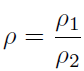 ρ = ρ₁ / ρ₂